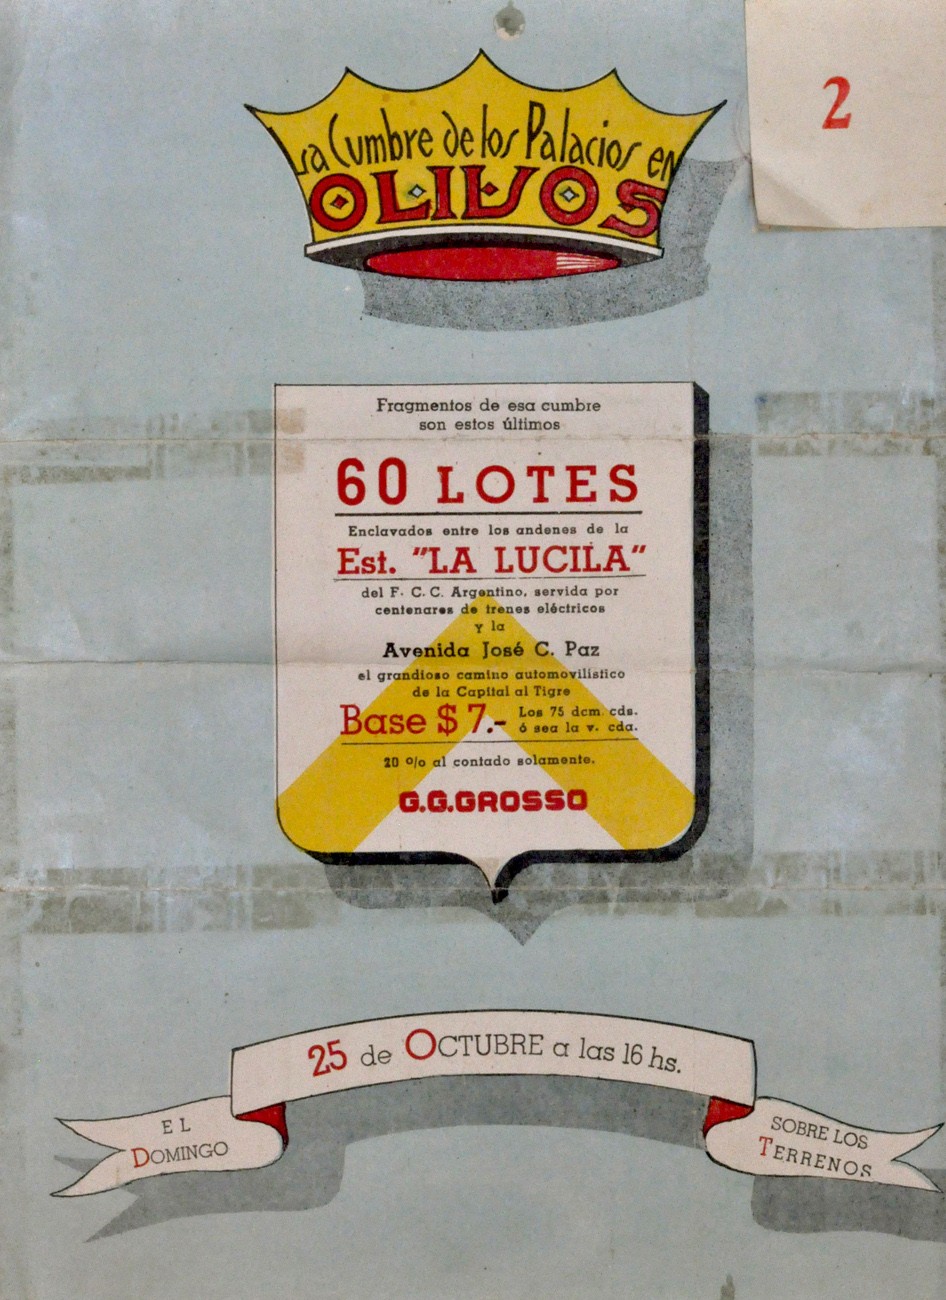 La Cumbre de los Palacios en
OLIVOS
2
Fragmentos de esa cumbre
son estos últimos
60 LOTES
Enclavados entre los andenes de la
Est. "LA LUCILA"
del F. C. C. Argentino, servida por
centenares de trenes eléctricos
y la
Avenida José C. Paz
el grandioso camino automovilístico
de la Capital al Tigre
Base $ 7.- Los 75 dcm. cds.
ó sea la v. cda.
20 o/o al contado solamente.
G.G.GROSSO
EL
DOMINGO
25 de OCTUBRE a las 16 hs.
SOBRE LOS
TERRENOS